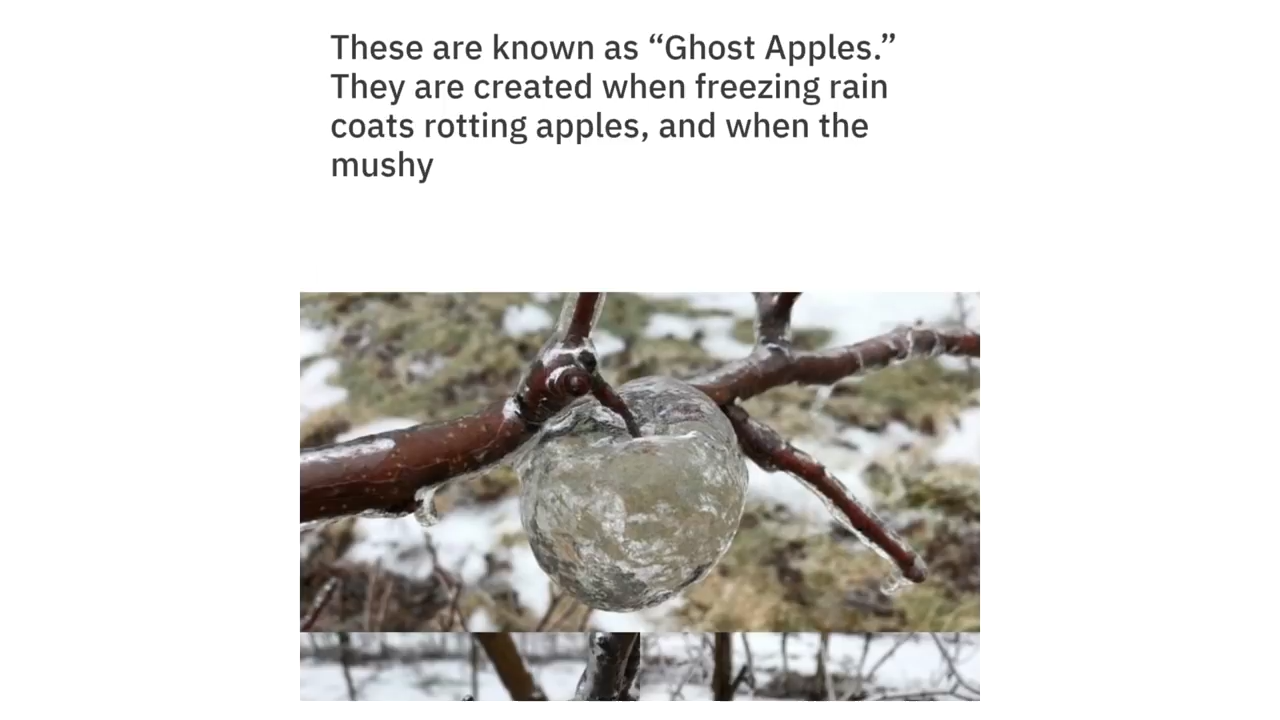 These are known as “Ghost Apples.”
They are created when freezing rain
coats rotting apples, and when the
mushy